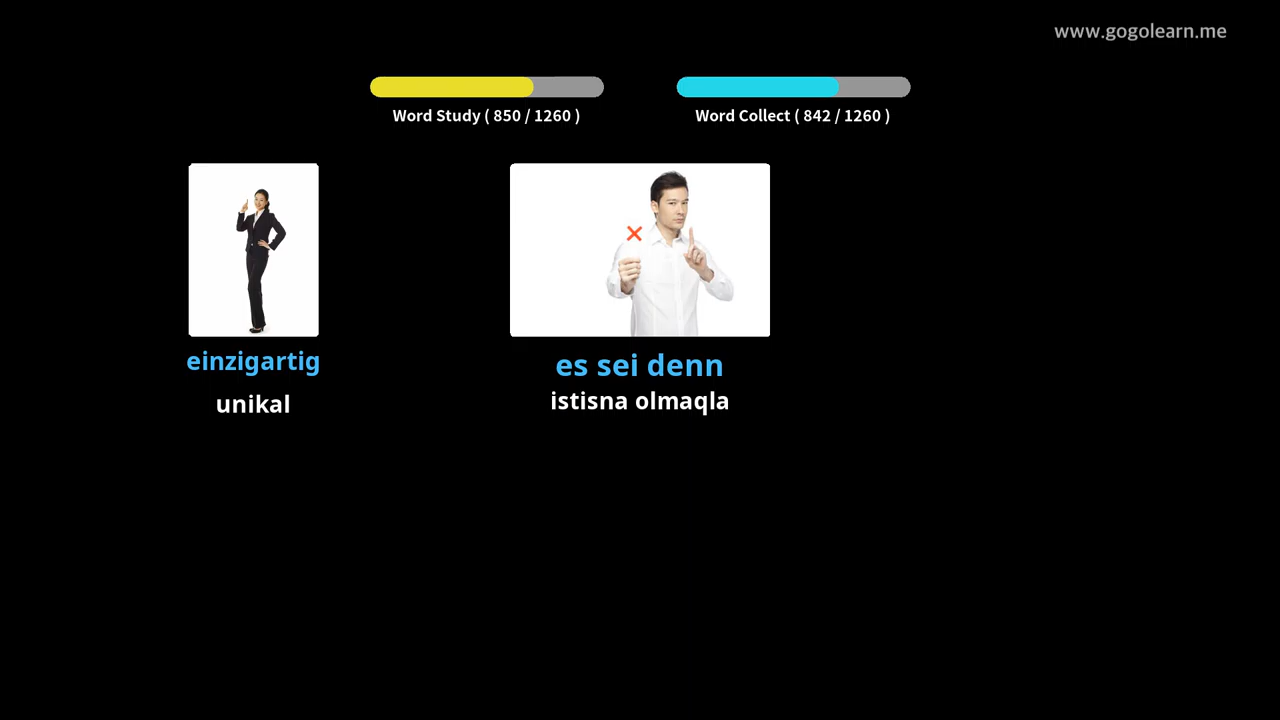 www.gogolearn.me
Word Study ( 850 / 1260 )
Word Collect ( 842 / 1260 )
einzigartig
unikal
es sei denn
istisna olmaqla